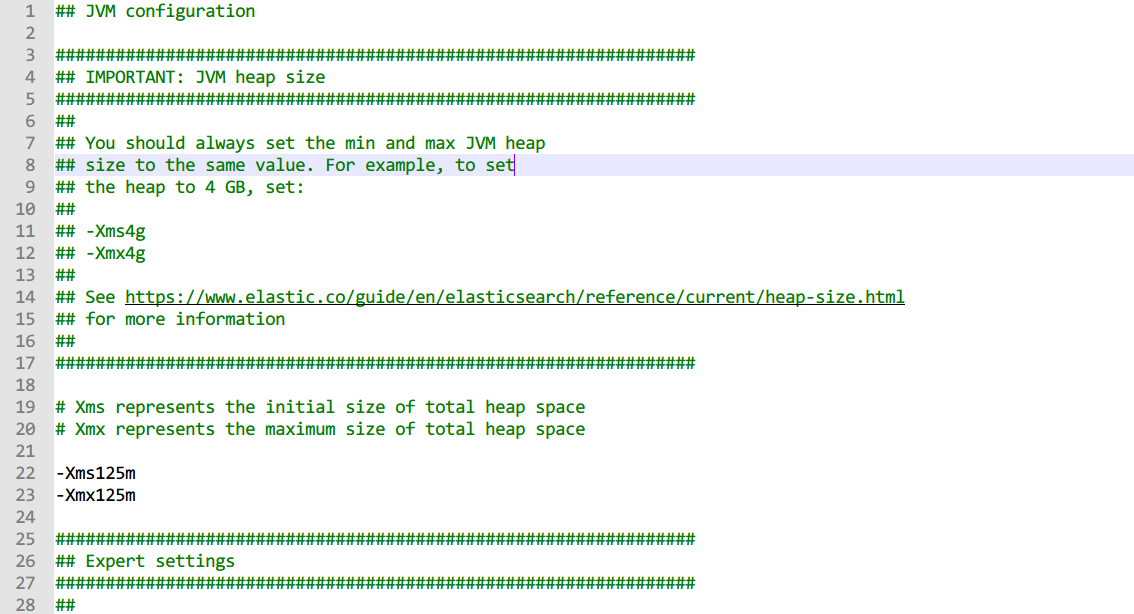 1 ## JVM configuration
2
3 ################################################################
4 ## IMPORTANT: JVM heap size
5 ################################################################
6 ##
7 ## You should always set the min and max JVM heap
8 ## size to the same value. For example, to set
9 ## the heap to 4 GB, set:
10 ##
11 ## -Xms4g
12 ## -Xmx4g
13 ##
14 ## See https://www.elastic.co/guide/en/elasticsearch/reference/current/heap-size.html
15 ## for more information
16 ##
17 ################################################################
18
19 # Xms represents the initial size of total heap space
20 # Xmx represents the maximum size of total heap space
21
22 -Xms125m
23 -Xmx125m
24
25 ################################################################
26 ## Expert settings
27 ################################################################
28 ##